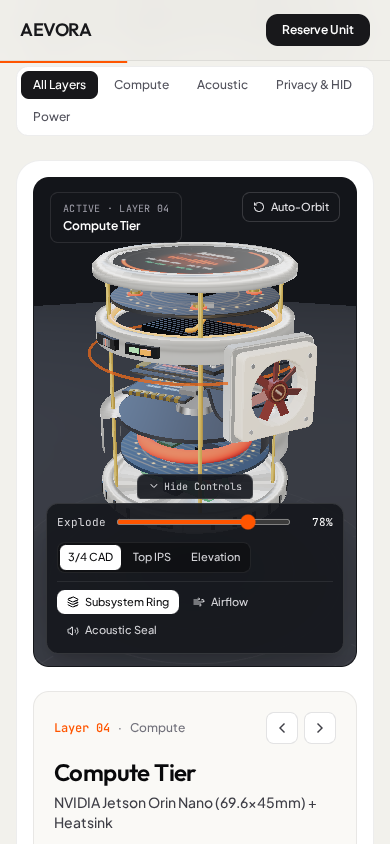 AEVORA
Reserve Unit
All Layers
Compute
Acoustic
Privacy & HID
Power
ACTIVE · LAYER 04
Compute Tier
Auto-Orbit
Hide Controls
Explode
78%
3/4 CAD
Top IPS
Elevation
Subsystem Ring
Airflow
Acoustic Seal
Layer 04 · Compute
Compute Tier
NVIDIA Jetson Orin Nano (69.6×45mm) +
Heatsink